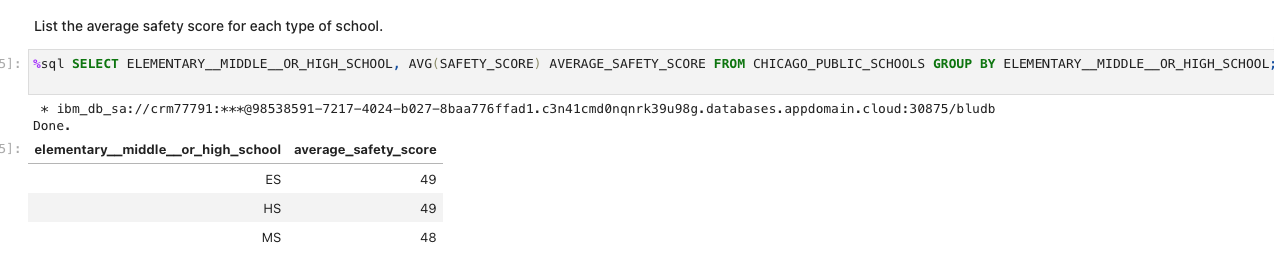 List the average safety score for each type of school.
5]: %sql SELECT ELEMENTARY__MIDDLE__OR_HIGH_SCHOOL, AVG(SAFETY_SCORE) AVERAGE_SAFETY_SCORE FROM CHICAGO_PUBLIC_SCHOOLS GROUP BY ELEMENTARY__MIDDLE__OR_HIGH_SCHOOL;
* ibm_db_sa://crm77791:***@98538591-7217-4024-b027-8baa776ffad1.c3n41cmd0nqnrk39u98g.databases.appdomain.cloud:30875/bludb
Done.
5]: elementary__middle__or_high_school average_safety_score
ES 49
HS 49
MS 48